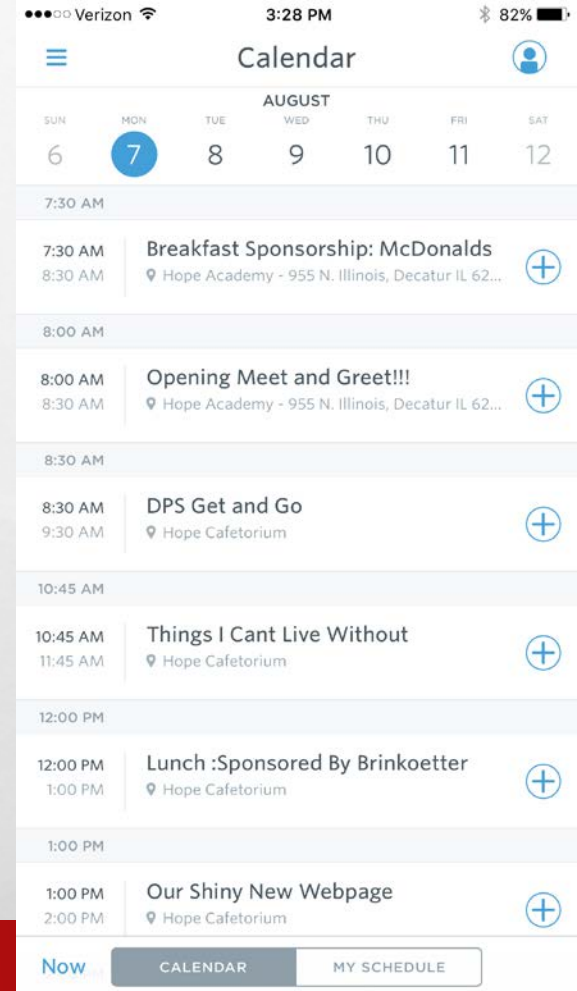 Verizon 3:28 PM 82%
Calendar
AUGUST
SUN MON TUE WED THU FRI SAT
6 7 8 9 10 11 12
7:30 AM
7:30 AM Breakfast Sponsorship: McDonalds
8:30 AM Hope Academy - 955 N. Illinois, Decatur IL 62...
8:00 AM
8:00 AM Opening Meet and Greet!!!
8:30 AM Hope Academy - 955 N. Illinois, Decatur IL 62...
8:30 AM
8:30 AM DPS Get and Go
9:30 AM Hope Cafetorium
10:45 AM
10:45 AM Things I Cant Live Without
11:45 AM Hope Cafetorium
12:00 PM
12:00 PM Lunch :Sponsored By Brinkoetter
1:00 PM Hope Cafetorium
1:00 PM
1:00 PM Our Shiny New Webpage
2:00 PM Hope Cafetorium
Now CALENDAR MY SCHEDULE